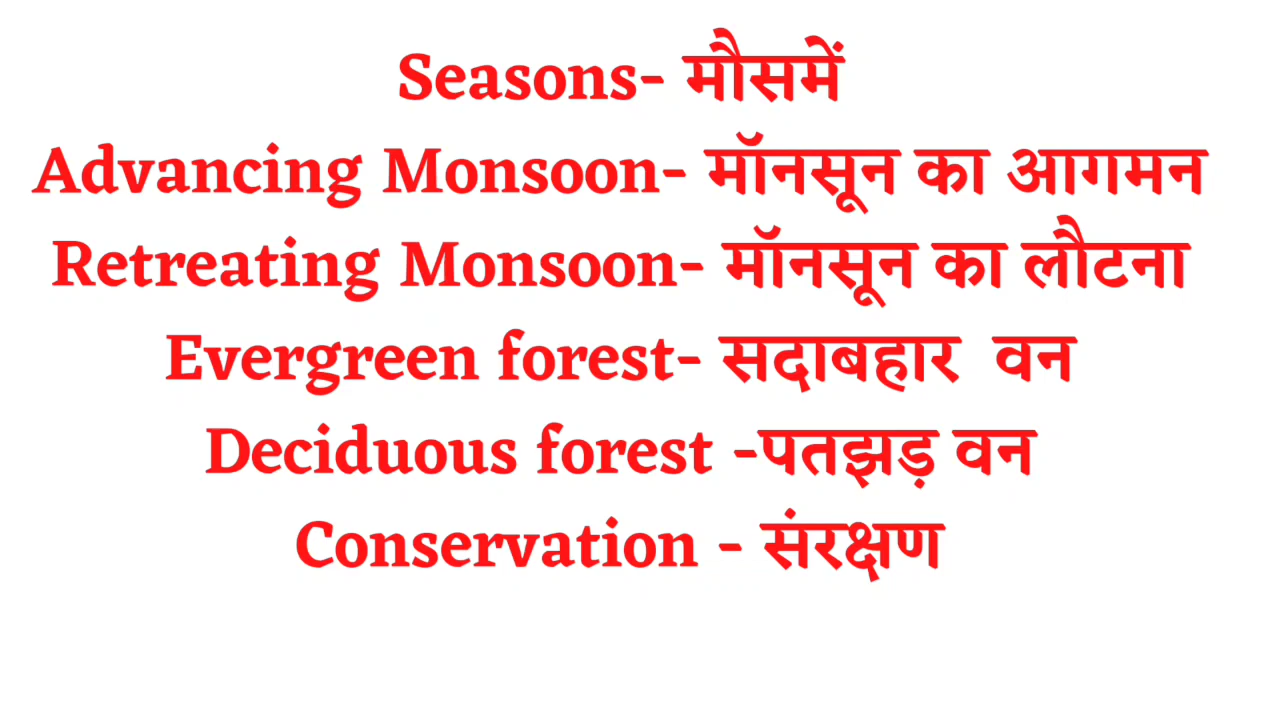 Seasons- मौसमें
Advancing Monsoon- मॉनसून का आगमन
Retreating Monsoon- मॉनसून का लौटना
Evergreen forest- सदाबहार वन
Deciduous forest -पतझड़ वन
Conservation - संरक्षण